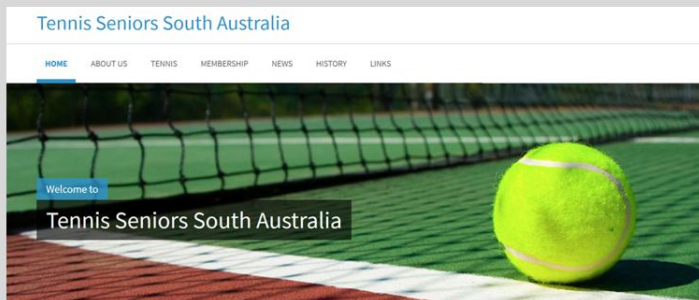 Tennis Seniors South Australia
HOME ABOUT US TENNIS MEMBERSHIP NEWS HISTORY LINKS
Welcome to
Tennis Seniors South Australia